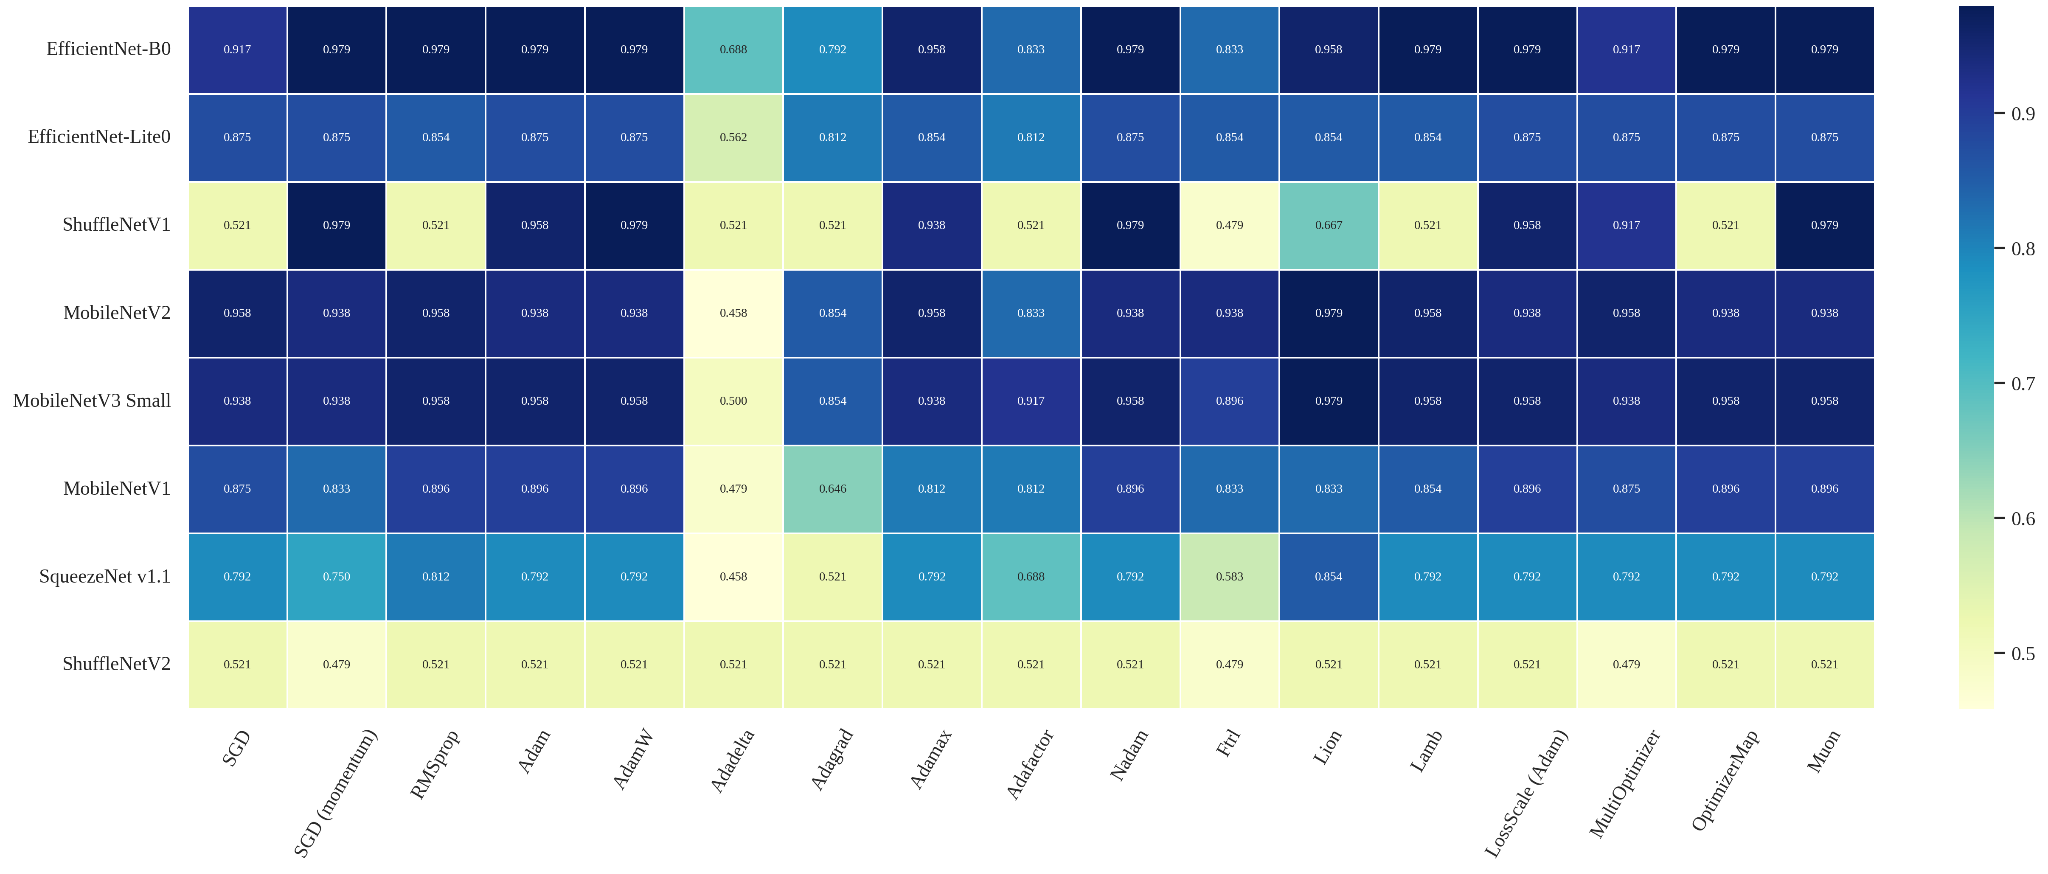 EfficientNet-B0 0.917 0.979 0.979 0.979 0.979 0.688 0.792 0.958 0.833 0.979 0.833 0.958 0.979 0.979 0.917 0.979 0.979
EfficientNet-Lite0 0.875 0.875 0.854 0.875 0.875 0.562 0.812 0.854 0.812 0.875 0.854 0.854 0.854 0.875 0.875 0.875 0.875
ShuffleNetV1 0.521 0.979 0.521 0.958 0.979 0.521 0.521 0.938 0.521 0.979 0.479 0.667 0.521 0.958 0.917 0.521 0.979
MobileNetV2 0.958 0.938 0.958 0.938 0.938 0.458 0.854 0.958 0.833 0.938 0.938 0.979 0.958 0.938 0.958 0.938 0.938
MobileNetV3 Small 0.938 0.938 0.958 0.958 0.958 0.500 0.854 0.938 0.917 0.958 0.896 0.979 0.958 0.958 0.938 0.958 0.958
MobileNetV1 0.875 0.833 0.896 0.896 0.896 0.479 0.646 0.812 0.812 0.896 0.833 0.833 0.854 0.896 0.875 0.896 0.896
SqueezeNet v1.1 0.792 0.750 0.812 0.792 0.792 0.458 0.521 0.792 0.688 0.792 0.583 0.854 0.792 0.792 0.792 0.792 0.792
ShuffleNetV2 0.521 0.479 0.521 0.521 0.521 0.521 0.521 0.521 0.521 0.521 0.479 0.521 0.521 0.521 0.479 0.521 0.521
SGD
SGD (momentum)
RMSprop
Adam
AdamW
Adadelta
Adagrad
Adamax
Adafactor
Nadam
Ftrl
Lion
Lamb
LossScale (Adam)
MultiOptimizer
OptimizerMap
Muon
0.9
0.8
0.7
0.6
0.5